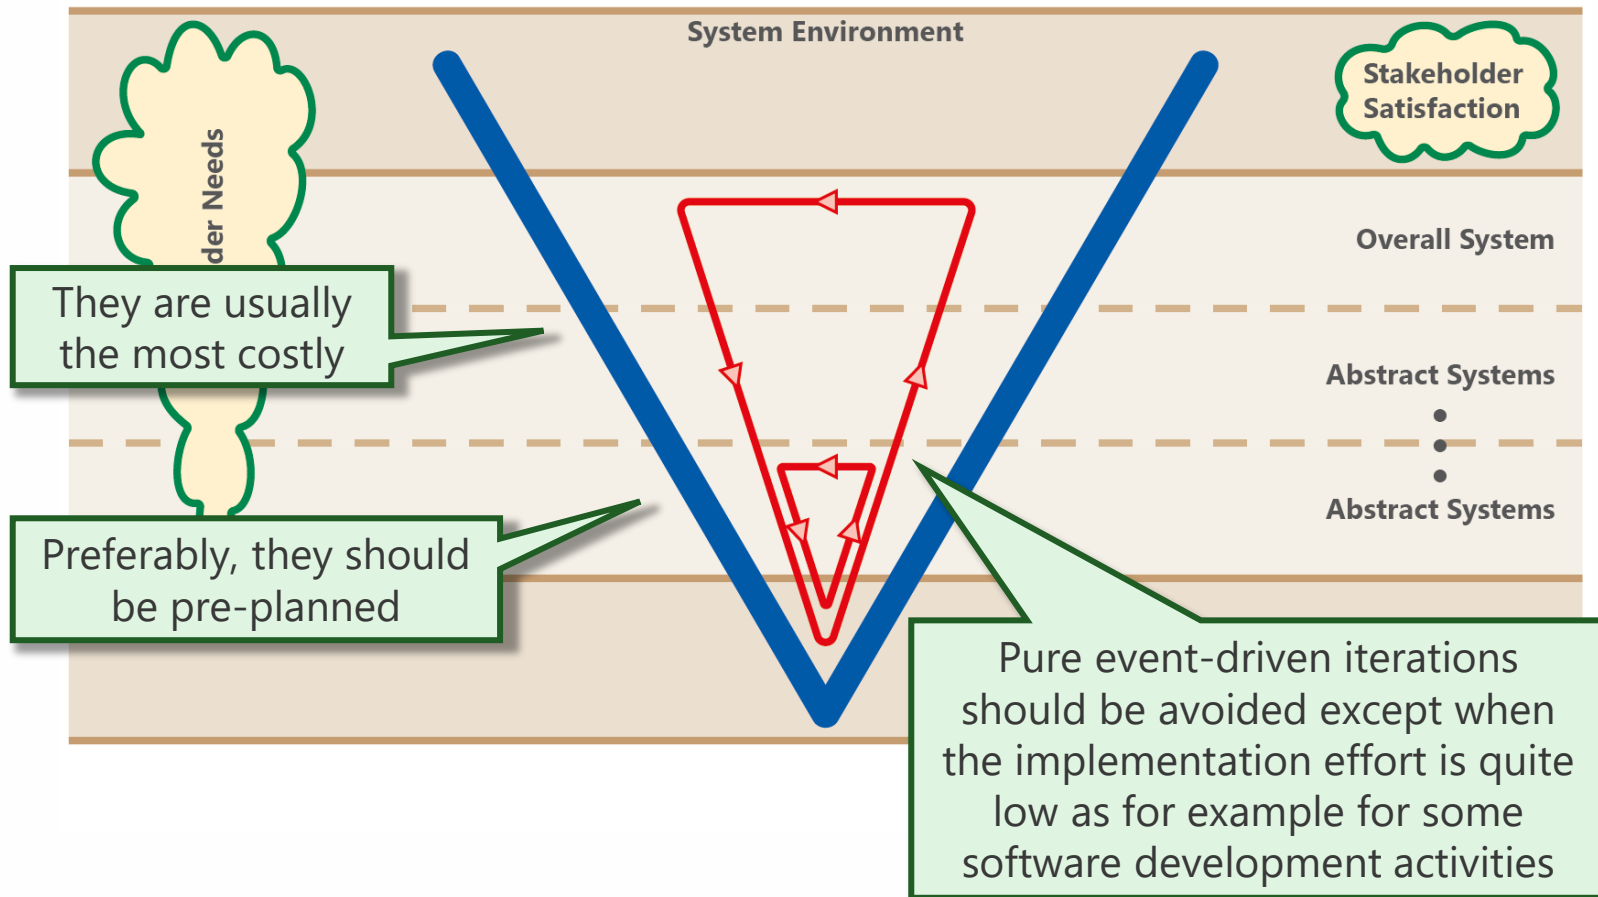 System Environment
Stakeholder
Satisfaction
der Needs
Overall System
They are usually
the most costly
Abstract Systems
Abstract Systems
Preferably, they should
be pre-planned
Pure event-driven iterations
should be avoided except when
the implementation effort is quite
low as for example for some
software development activities